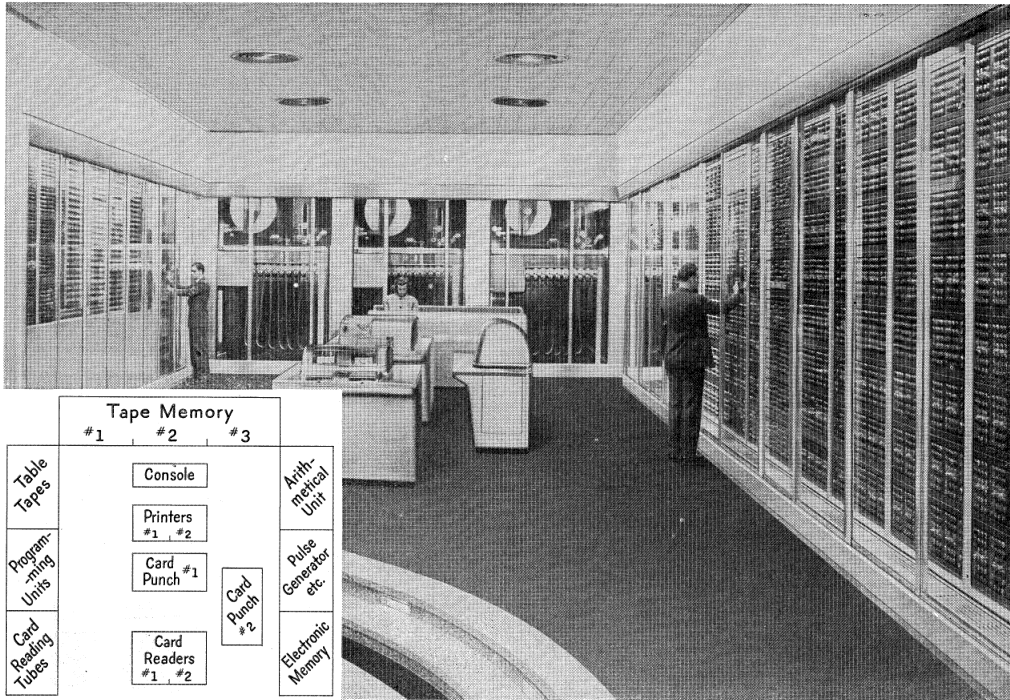 Tape Memory
#1 #2 #3
Table
Tapes
Console
Arith-
metical
Unit
Printers
#1 #2
Program-
-ming
Units
Card
Punch #1
Pulse
Generator
etc.
Card
Punch
#2
Card
Reading
Tubes
Card
Readers
#1 #2
Electronic
Memory